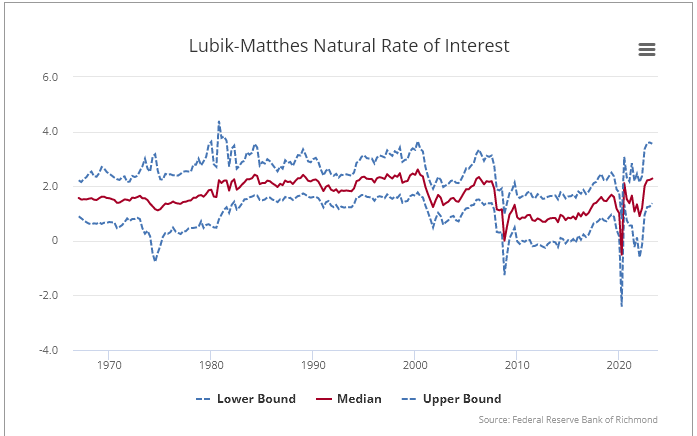 Lubik-Matthes Natural Rate of Interest
6.0
4.0
2.0
0
-2.0
-4.0
1970 1980 1990 2000 2010 2020
Lower Bound Median Upper Bound
Source: Federal Reserve Bank of Richmond